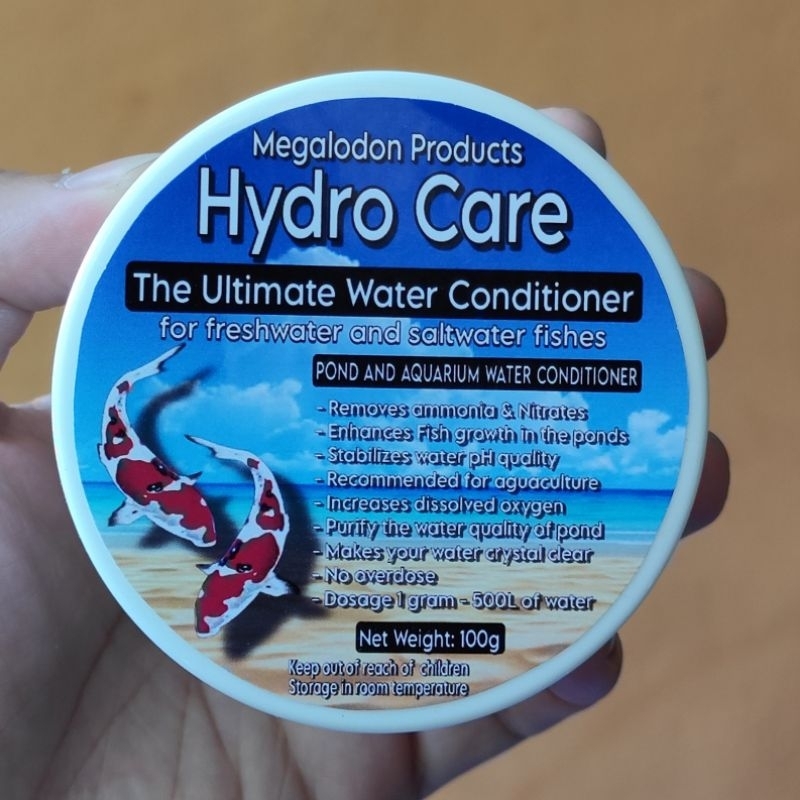 Megalodon Products
Hydro Care
The Ultimate Water Conditioner
for freshwater and saltwater fishes
POND AND AQUARIUM WATER CONDITIONER
- Removes ammonia & Nitrates
- Enhances Fish growth in the ponds
- Stabilizes water pH quality
- Recommended for aguaculture
- Increases dissolved oxygen
- Purify the water quality of pond
- Makes your water crystal clear
- No overdose
- Dosage 1 gram - 500L of water
Net Weight: 100g
Keep out of reach of children
Storage in room temperature